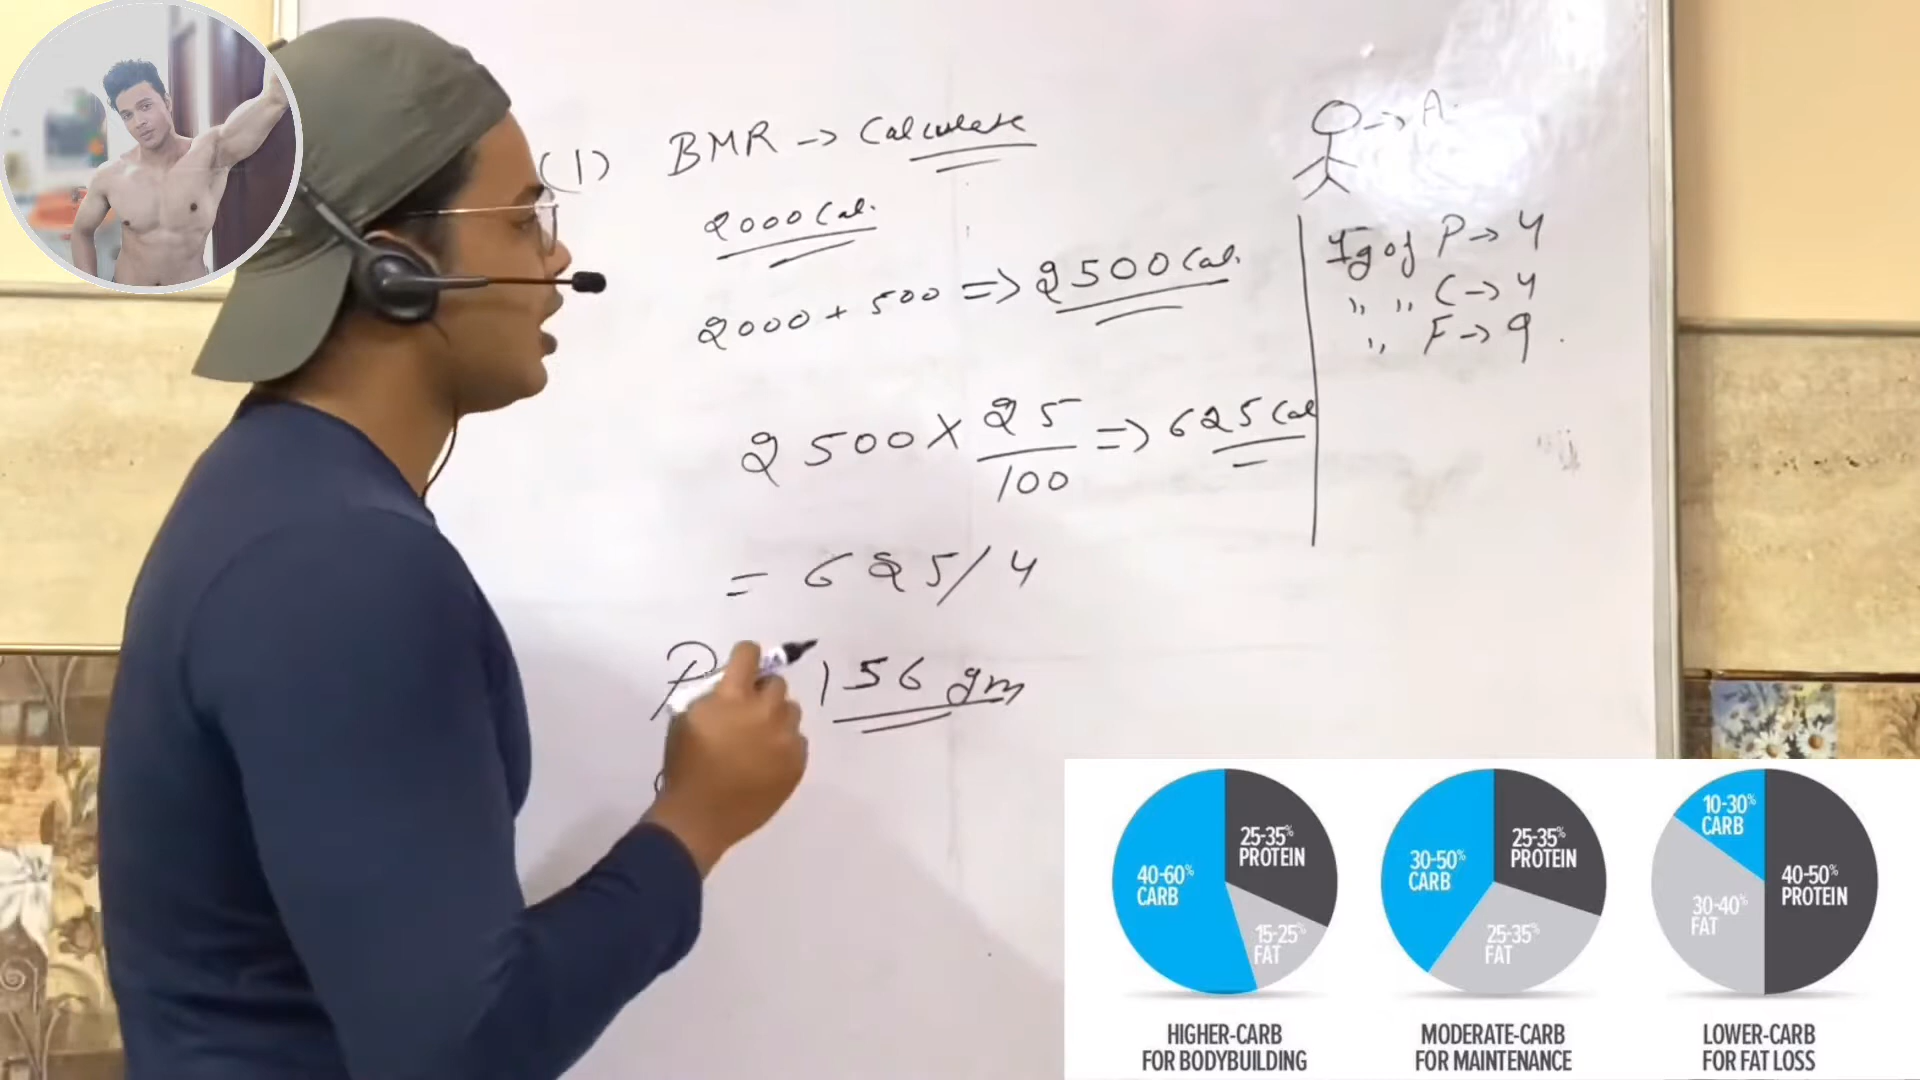 (1) BMR → Calculate
2000 Cal.
2000 + 500 => 2500 Cal.
2500 × 25/100 => 625 Cal
= 625/4
P 156 gm
→ A.
1g of P → 4
,, ,, C → 4
,, F → 9.
40-60% CARB
25-35% PROTEIN
15-25% FAT
HIGHER-CARB
FOR BODYBUILDING
30-50% CARB
25-35% PROTEIN
25-35% FAT
MODERATE-CARB
FOR MAINTENANCE
10-30% CARB
40-50% PROTEIN
30-40% FAT
LOWER-CARB
FOR FAT LOSS